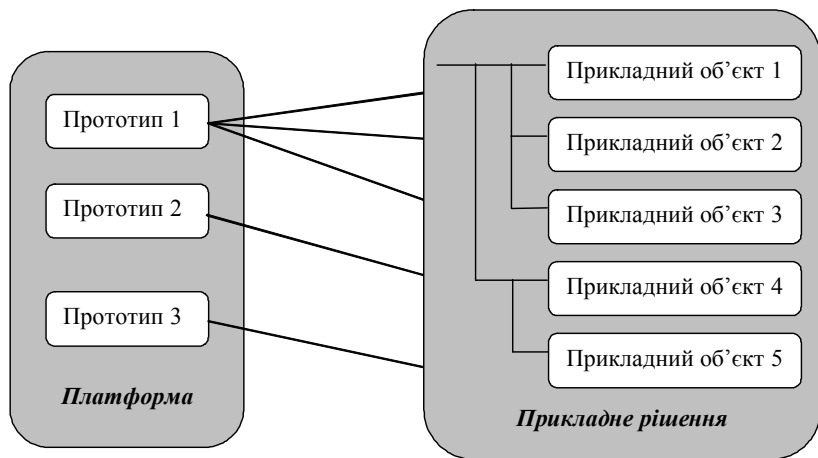 Прототип 1
Прототип 2
Прототип 3
Платформа
Прикладний об’єкт 1
Прикладний об’єкт 2
Прикладний об’єкт 3
Прикладний об’єкт 4
Прикладний об’єкт 5
Прикладне рішення